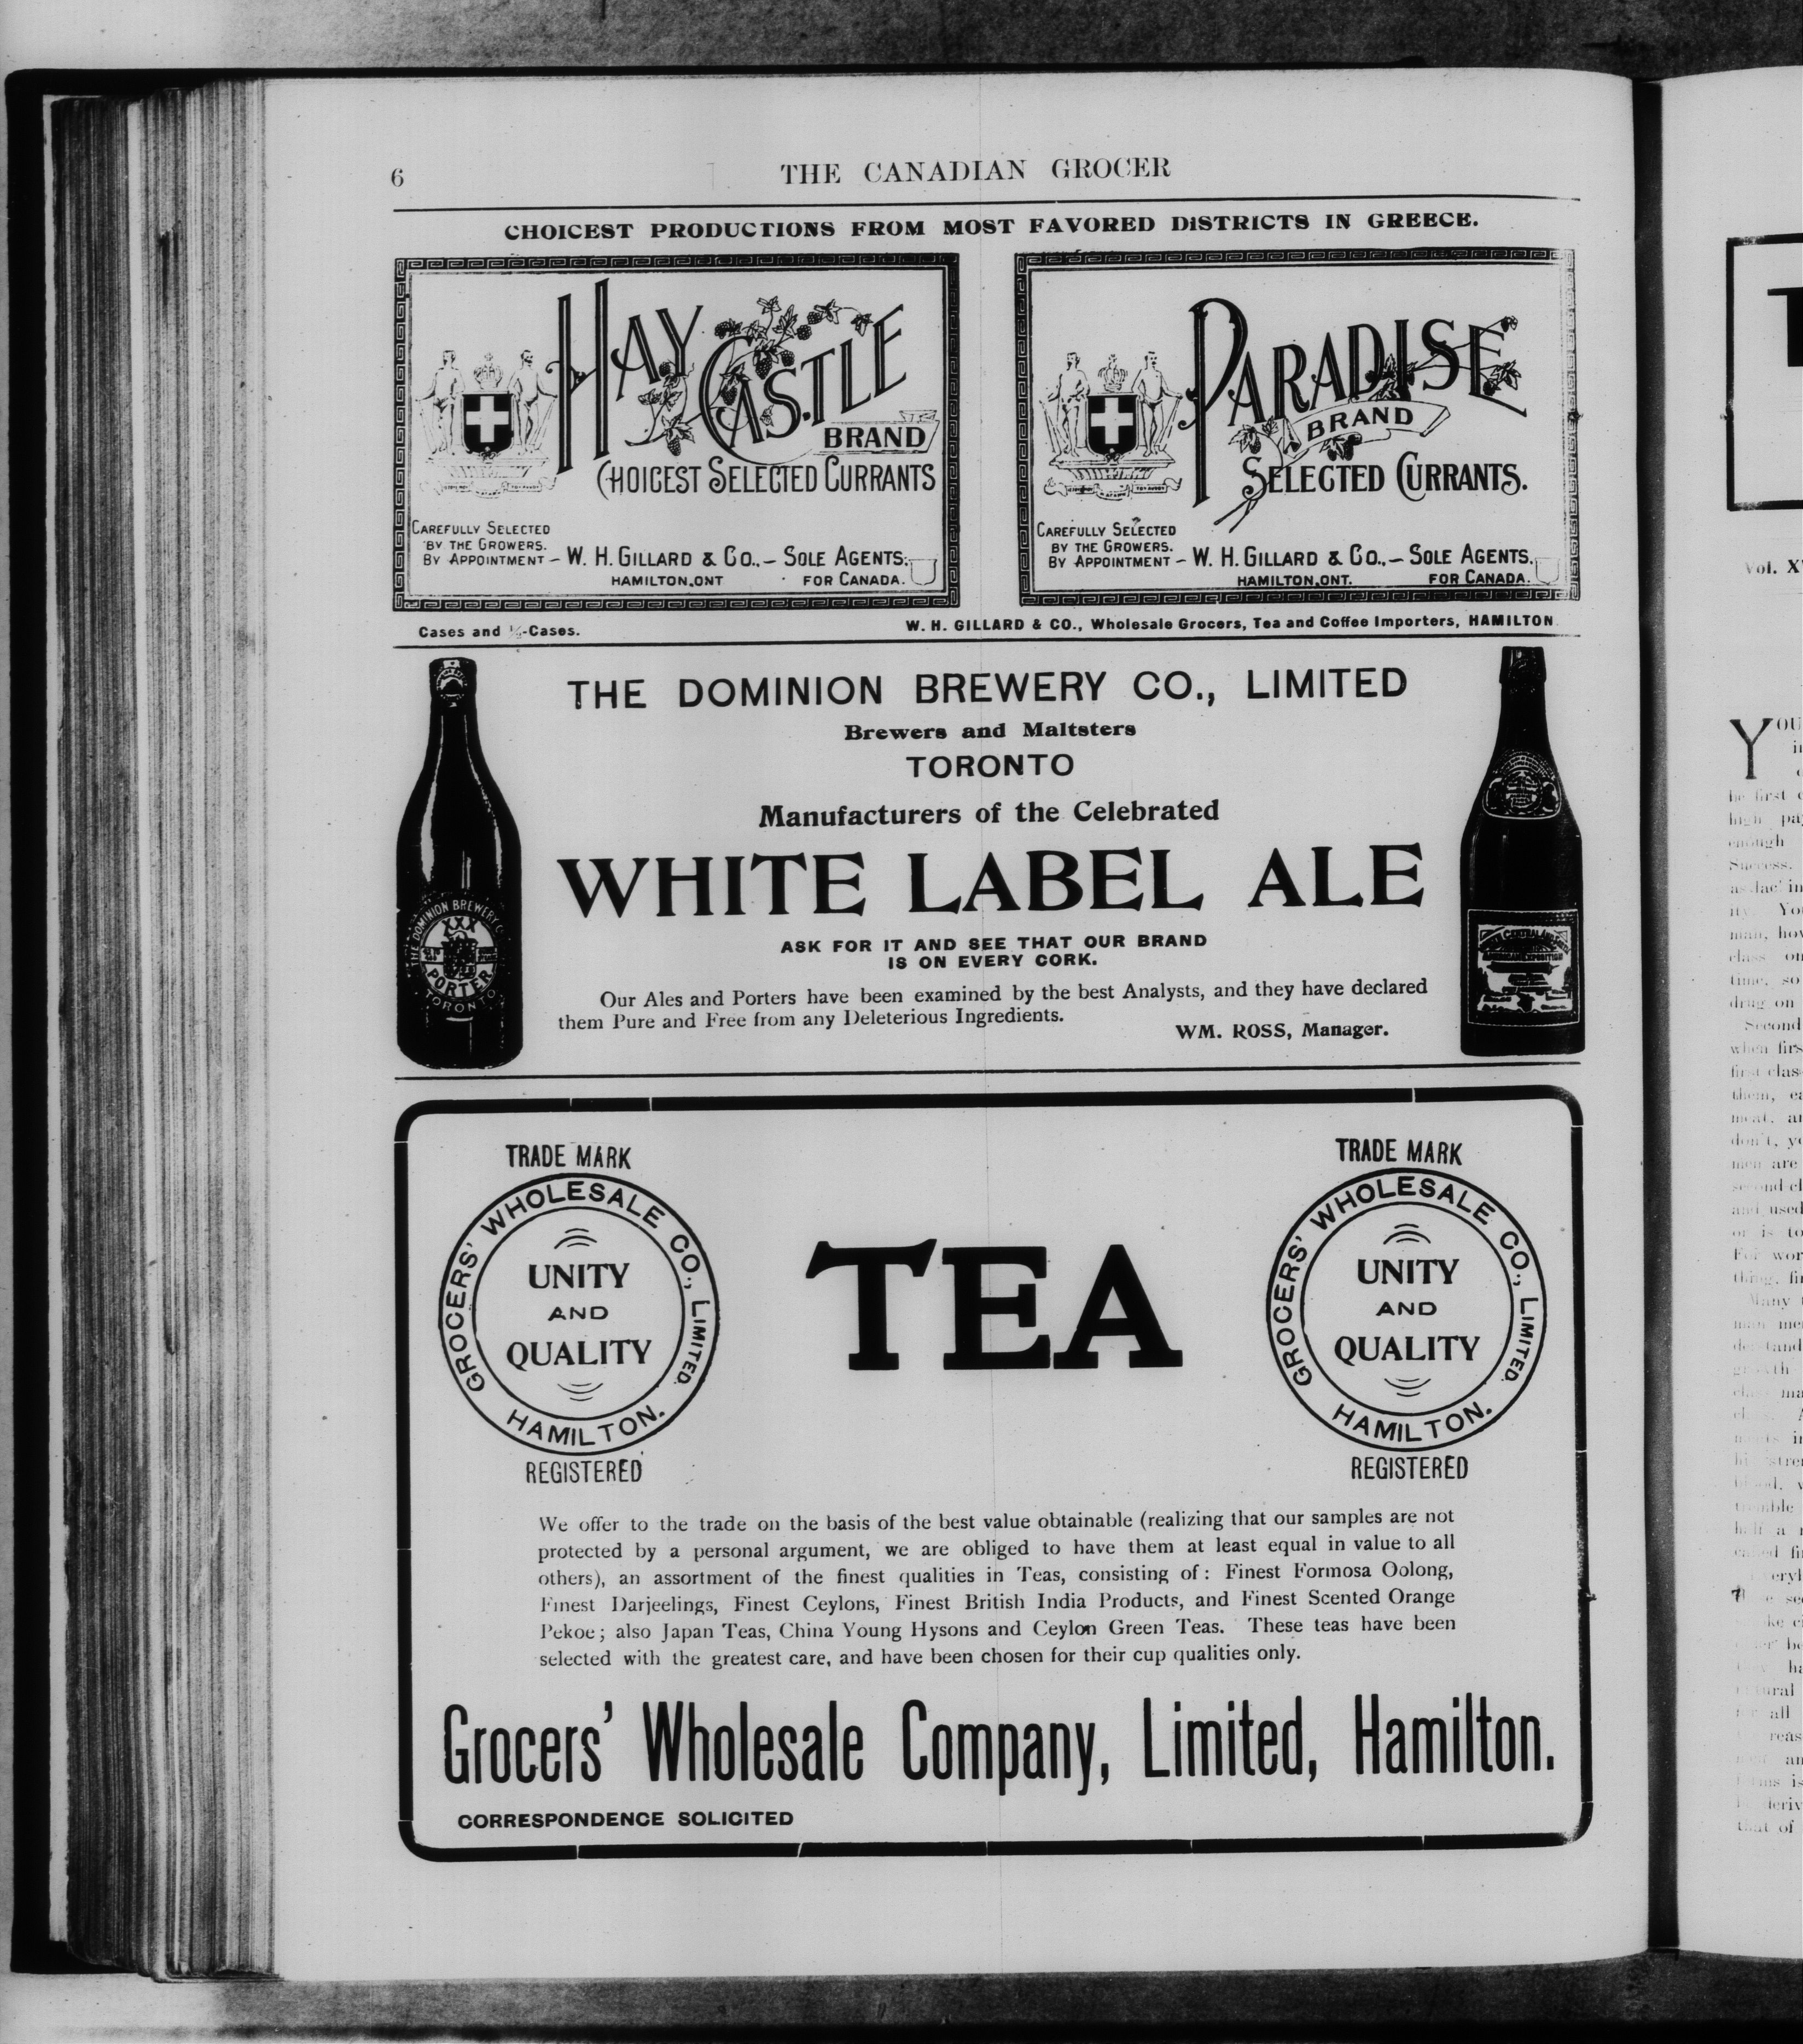 6
THE CANADIAN GROCER
CHOICEST PRODUCTIONS FROM MOST FAVORED DISTRICTS IN GREECE.
HAY CASTLE
BRAND
CHOICEST SELECTED CURRANTS
CAREFULLY SELECTED
BY THE GROWERS.
BY APPOINTMENT – W. H. GILLARD & CO., – SOLE AGENTS.
HAMILTON, ONT FOR CANADA.
PARADISE
BRAND
SELECTED CURRANTS.
CAREFULLY SELECTED
BY THE GROWERS.
BY APPOINTMENT – W. H. GILLARD & CO., – SOLE AGENTS.
HAMILTON, ONT. FOR CANADA.
Cases and ½-Cases.
W. H. GILLARD & CO., Wholesale Grocers, Tea and Coffee Importers, HAMILTON
THE DOMINION BREWERY CO., LIMITED
Brewers and Maltsters
TORONTO
Manufacturers of the Celebrated
WHITE LABEL ALE
ASK FOR IT AND SEE THAT OUR BRAND
IS ON EVERY CORK.
Our Ales and Porters have been examined by the best Analysts, and they have declared
them Pure and Free from any Deleterious Ingredients.
WM. ROSS, Manager.
THE DOMINION BREWERY Co
XXX
PORTER
TORONTO
TRADE MARK
GROCERS' WHOLESALE CO., LIMITED.
UNITY
AND
QUALITY
HAMILTON.
REGISTERED
TEA
TRADE MARK
GROCERS' WHOLESALE CO., LIMITED.
UNITY
AND
QUALITY
HAMILTON.
REGISTERED
We offer to the trade on the basis of the best value obtainable (realizing that our samples are not
protected by a personal argument, we are obliged to have them at least equal in value to all
others), an assortment of the finest qualities in Teas, consisting of: Finest Formosa Oolong,
Finest Darjeelings, Finest Ceylons, Finest British India Products, and Finest Scented Orange
Pekoe; also Japan Teas, China Young Hysons and Ceylon Green Teas. These teas have been
selected with the greatest care, and have been chosen for their cup qualities only.
Grocers' Wholesale Company, Limited, Hamilton.
CORRESPONDENCE SOLICITED